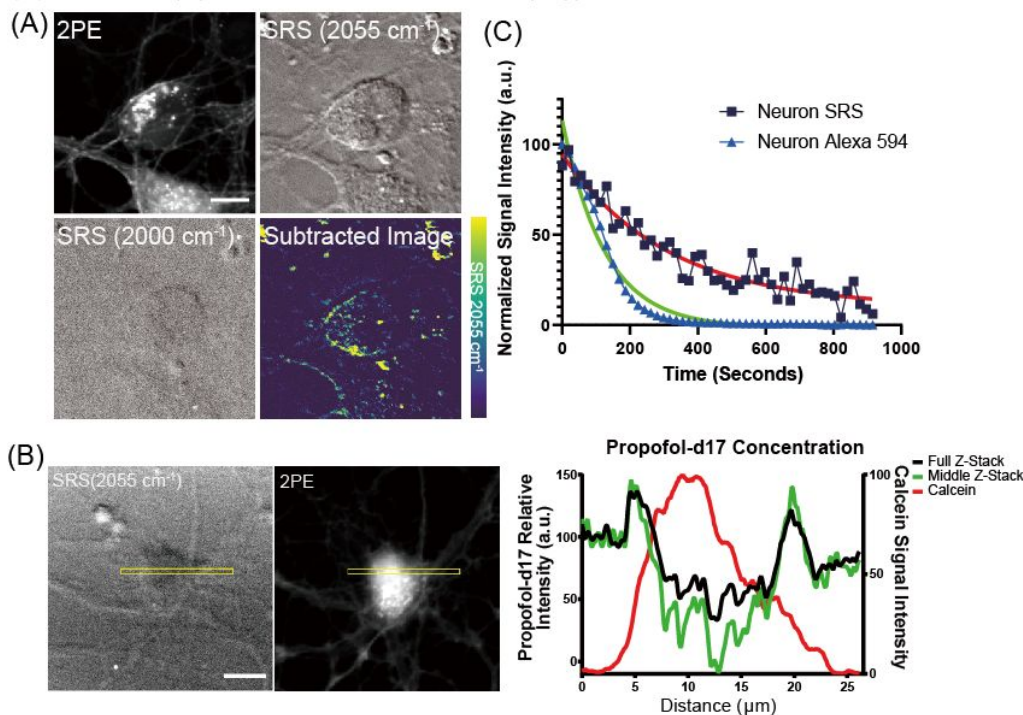 (A)
2PE
SRS (2055 cm⁻¹)
SRS (2000 cm⁻¹)
Subtracted Image
SRS 2055 cm⁻¹
(C)
Normalized Signal Intensity (a.u.)
100
50
0
0
200
400
600
800
1000
Time (Seconds)
Neuron SRS
Neuron Alexa 594
(B)
SRS(2055 cm⁻¹)
2PE
Propofol-d17 Concentration
Propofol-d17 Relative
Intensity (a.u.)
150
100
50
0
0
5
10
15
20
25
Distance (µm)
100
50
0
Calcein Signal Intensity
Full Z-Stack
Middle Z-Stack
Calcein